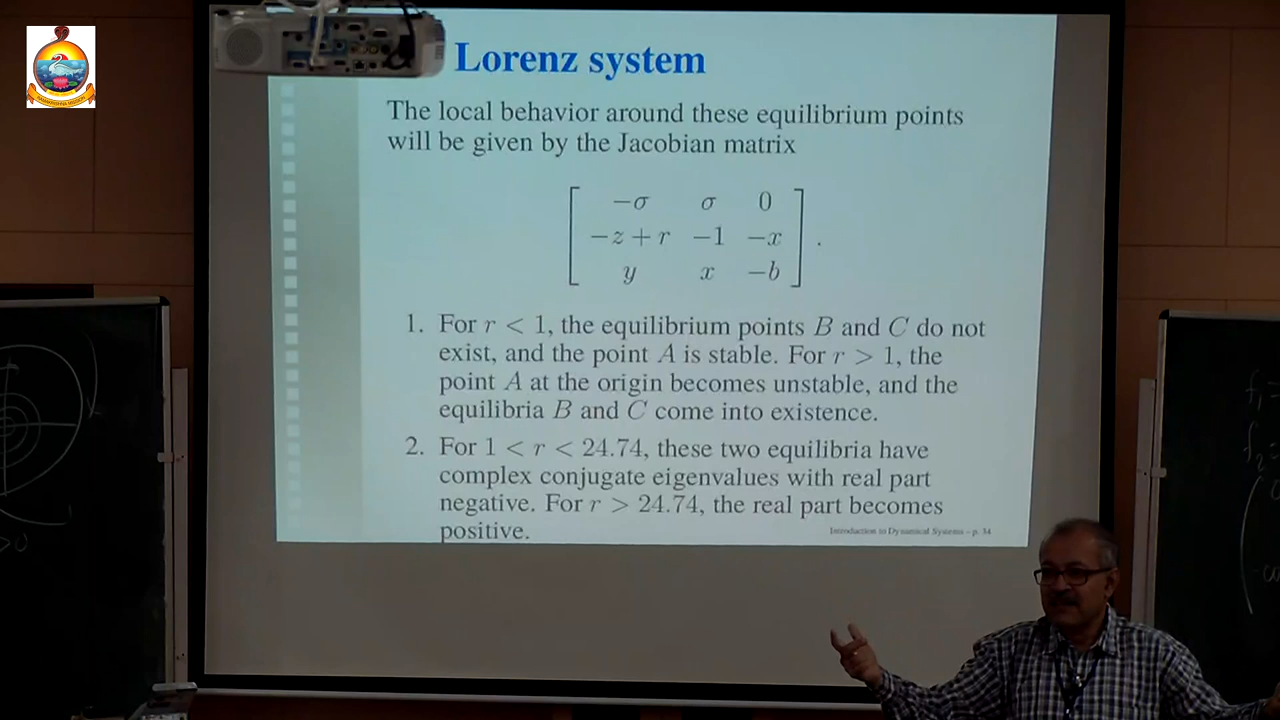 Lorenz system
The local behavior around these equilibrium points
will be given by the Jacobian matrix
−σ σ 0
−z + r −1 −x
y x −b
.
1. For r < 1, the equilibrium points B and C do not
exist, and the point A is stable. For r > 1, the
point A at the origin becomes unstable, and the
equilibria B and C come into existence.
2. For 1 < r < 24.74, these two equilibria have
complex conjugate eigenvalues with real part
negative. For r > 24.74, the real part becomes
positive.
Introduction to Dynamical Systems – p. 34
>0
f₁=
f₂=